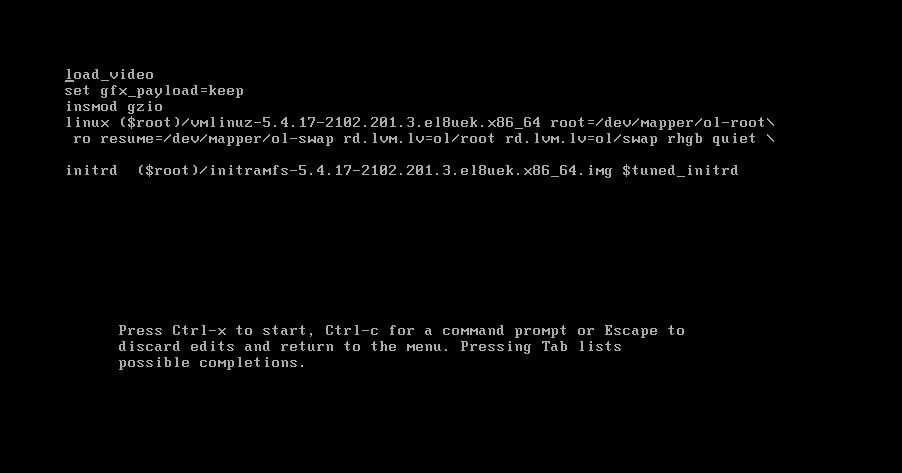 load_video
set gfx_payload=keep
insmod gzio
linux ($root)/vmlinuz-5.4.17-2102.201.3.el8uek.x86_64 root=/dev/mapper/ol-root\
 ro resume=/dev/mapper/ol-swap rd.lvm.lv=ol/root rd.lvm.lv=ol/swap rhgb quiet \
initrd  ($root)/initramfs-5.4.17-2102.201.3.el8uek.x86_64.img $tuned_initrd
Press Ctrl-x to start, Ctrl-c for a command prompt or Escape to
discard edits and return to the menu. Pressing Tab lists
possible completions.